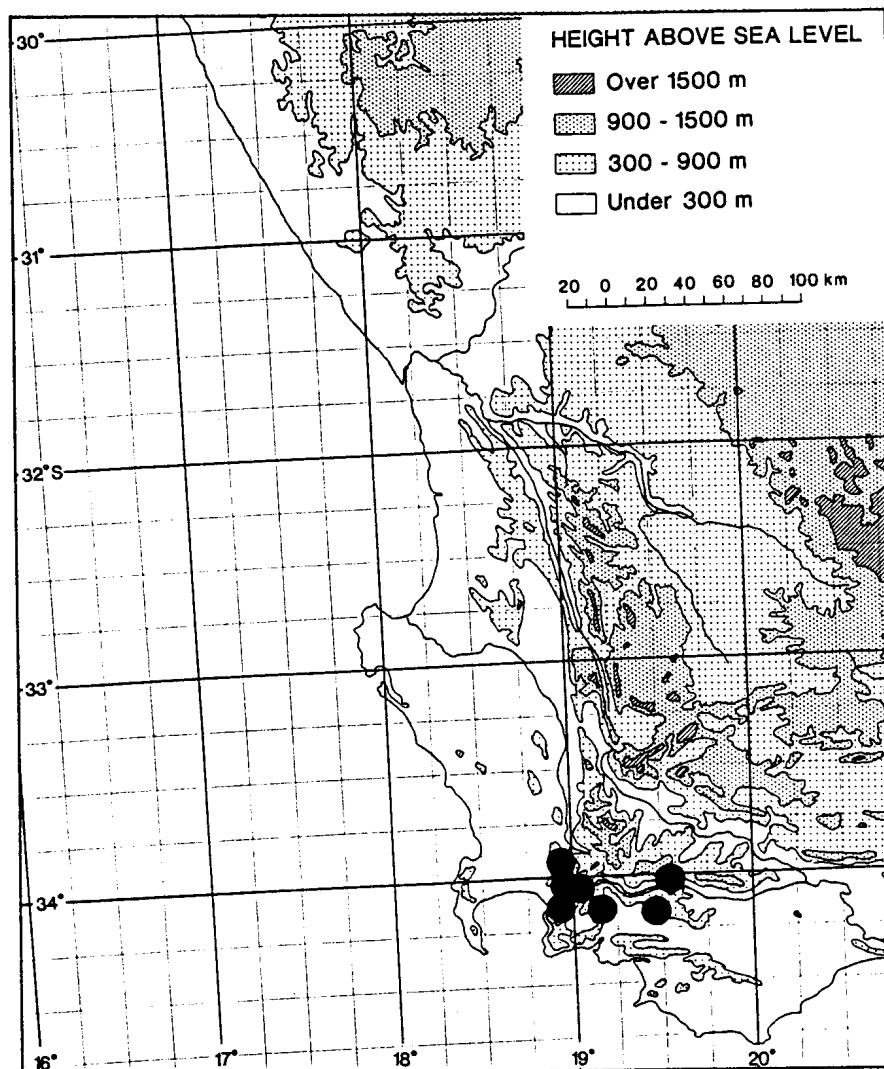 HEIGHT ABOVE SEA LEVEL
Over 1500 m
900 - 1500 m
300 - 900 m
Under 300 m
20 0 20 40 60 80 100 km
30°
31°
32°S
33°
34°
16° 17° 18° 19° 20°